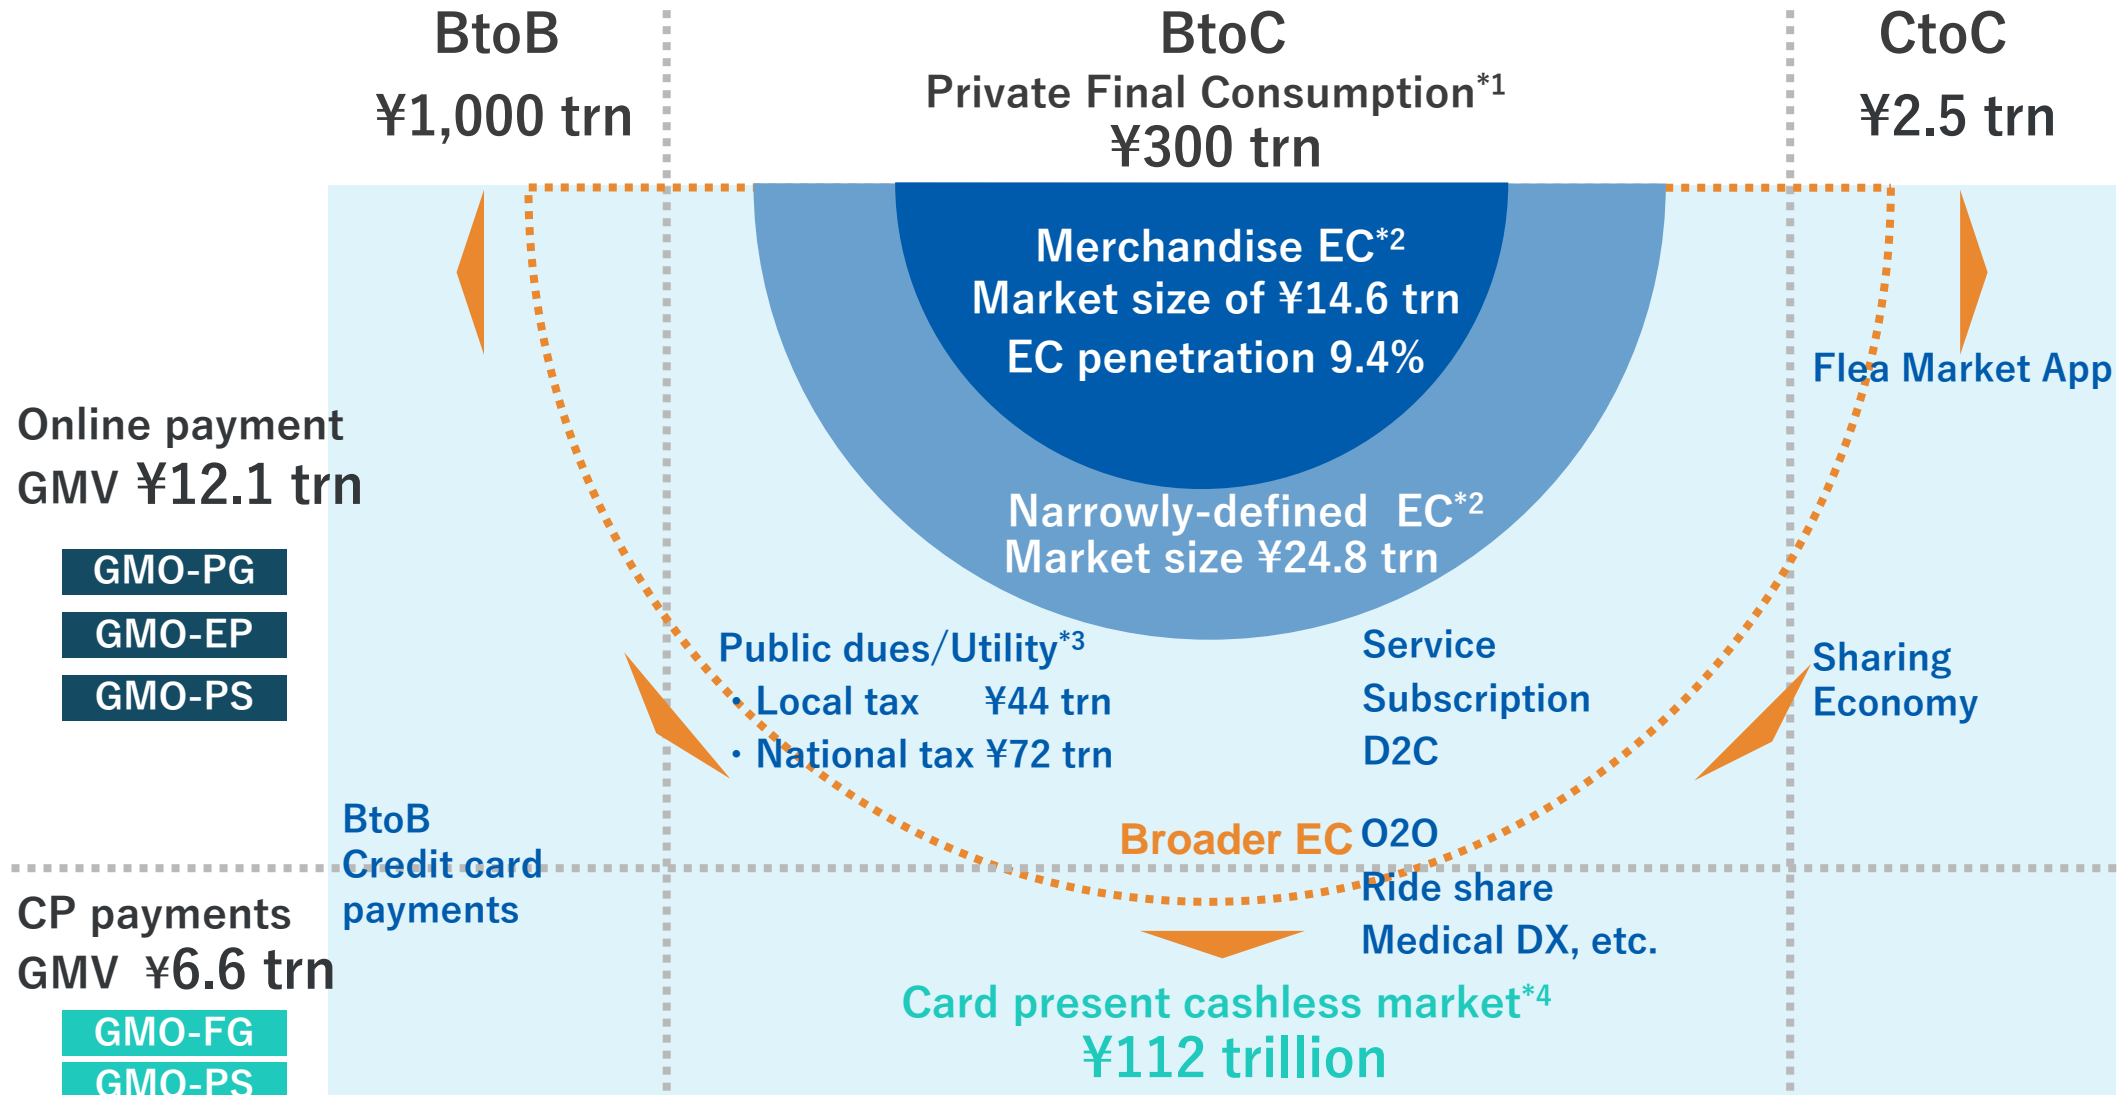 BtoB
¥1,000 trn
BtoC
Private Final Consumption*1
¥300 trn
CtoC
¥2.5 trn
Merchandise EC*2
Market size of ¥14.6 trn
EC penetration 9.4%
Narrowly-defined EC*2
Market size ¥24.8 trn
Flea Market App
Online payment
GMV ¥12.1 trn
GMO-PG
GMO-EP
GMO-PS
Public dues/Utility*3
・Local tax ¥44 trn
・National tax ¥72 trn
Service
Subscription
D2C
O2O
Ride share
Medical DX, etc.
Sharing
Economy
BtoB
Credit card
payments
Broader EC
CP payments
GMV ¥6.6 trn
GMO-FG
GMO-PS
Card present cashless market*4
¥112 trillion